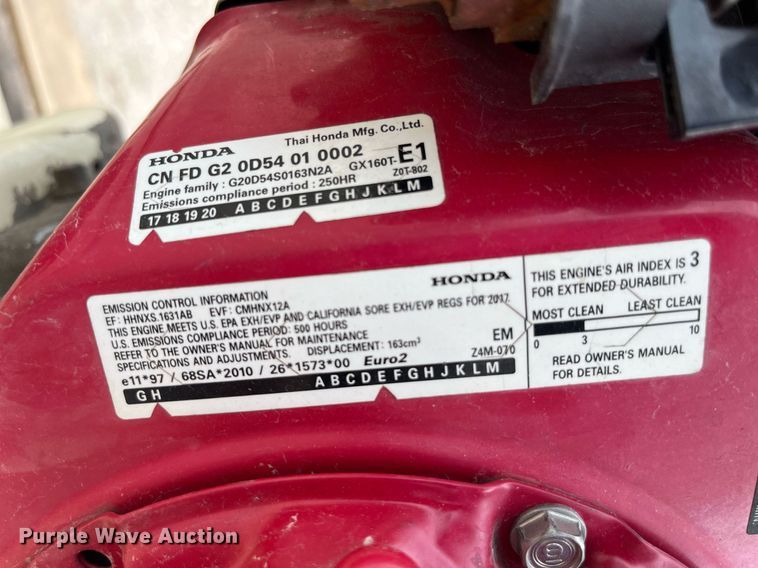 Thai Honda Mfg. Co.,Ltd.
HONDA
CN FD G2 0D54 01 0002
Engine family : G20D54S0163N2A GX160T-E1
Emissions compliance period : 250HR Z0T-802
17 18 19 20 A B C D E F G H J K L M
HONDA
EMISSION CONTROL INFORMATION
EF: HHNXS.1631AB EVF: CMHNX12A
THIS ENGINE MEETS U.S. EPA EXH/EVP AND CALIFORNIA SORE EXH/EVP REGS FOR 2017.
U.S. EMISSIONS COMPLIANCE PERIOD: 500 HOURS
REFER TO THE OWNER'S MANUAL FOR MAINTENANCE EM
SPECIFICATIONS AND ADJUSTMENTS. DISPLACEMENT: 163cm³ Z4M-070
e11*97 / 68SA*2010 / 26*1573*00 Euro2
G H A B C D E F G H J K L M
THIS ENGINE'S AIR INDEX IS 3
FOR EXTENDED DURABILITY.
MOST CLEAN LEAST CLEAN
0 3 10
READ OWNER'S MANUAL
FOR DETAILS.
8
Purple Wave Auction